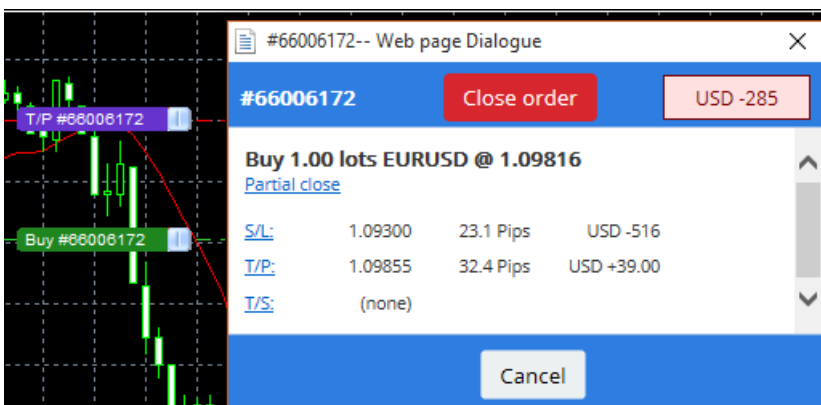 #66006172-- Web page Dialogue
#66006172 Close order USD -285
T/P #66006172
Buy 1.00 lots EURUSD @ 1.09816
Partial close
Buy #66006172
S/L: 1.09300 23.1 Pips USD -516
T/P: 1.09855 32.4 Pips USD +39.00
T/S: (none)
Cancel